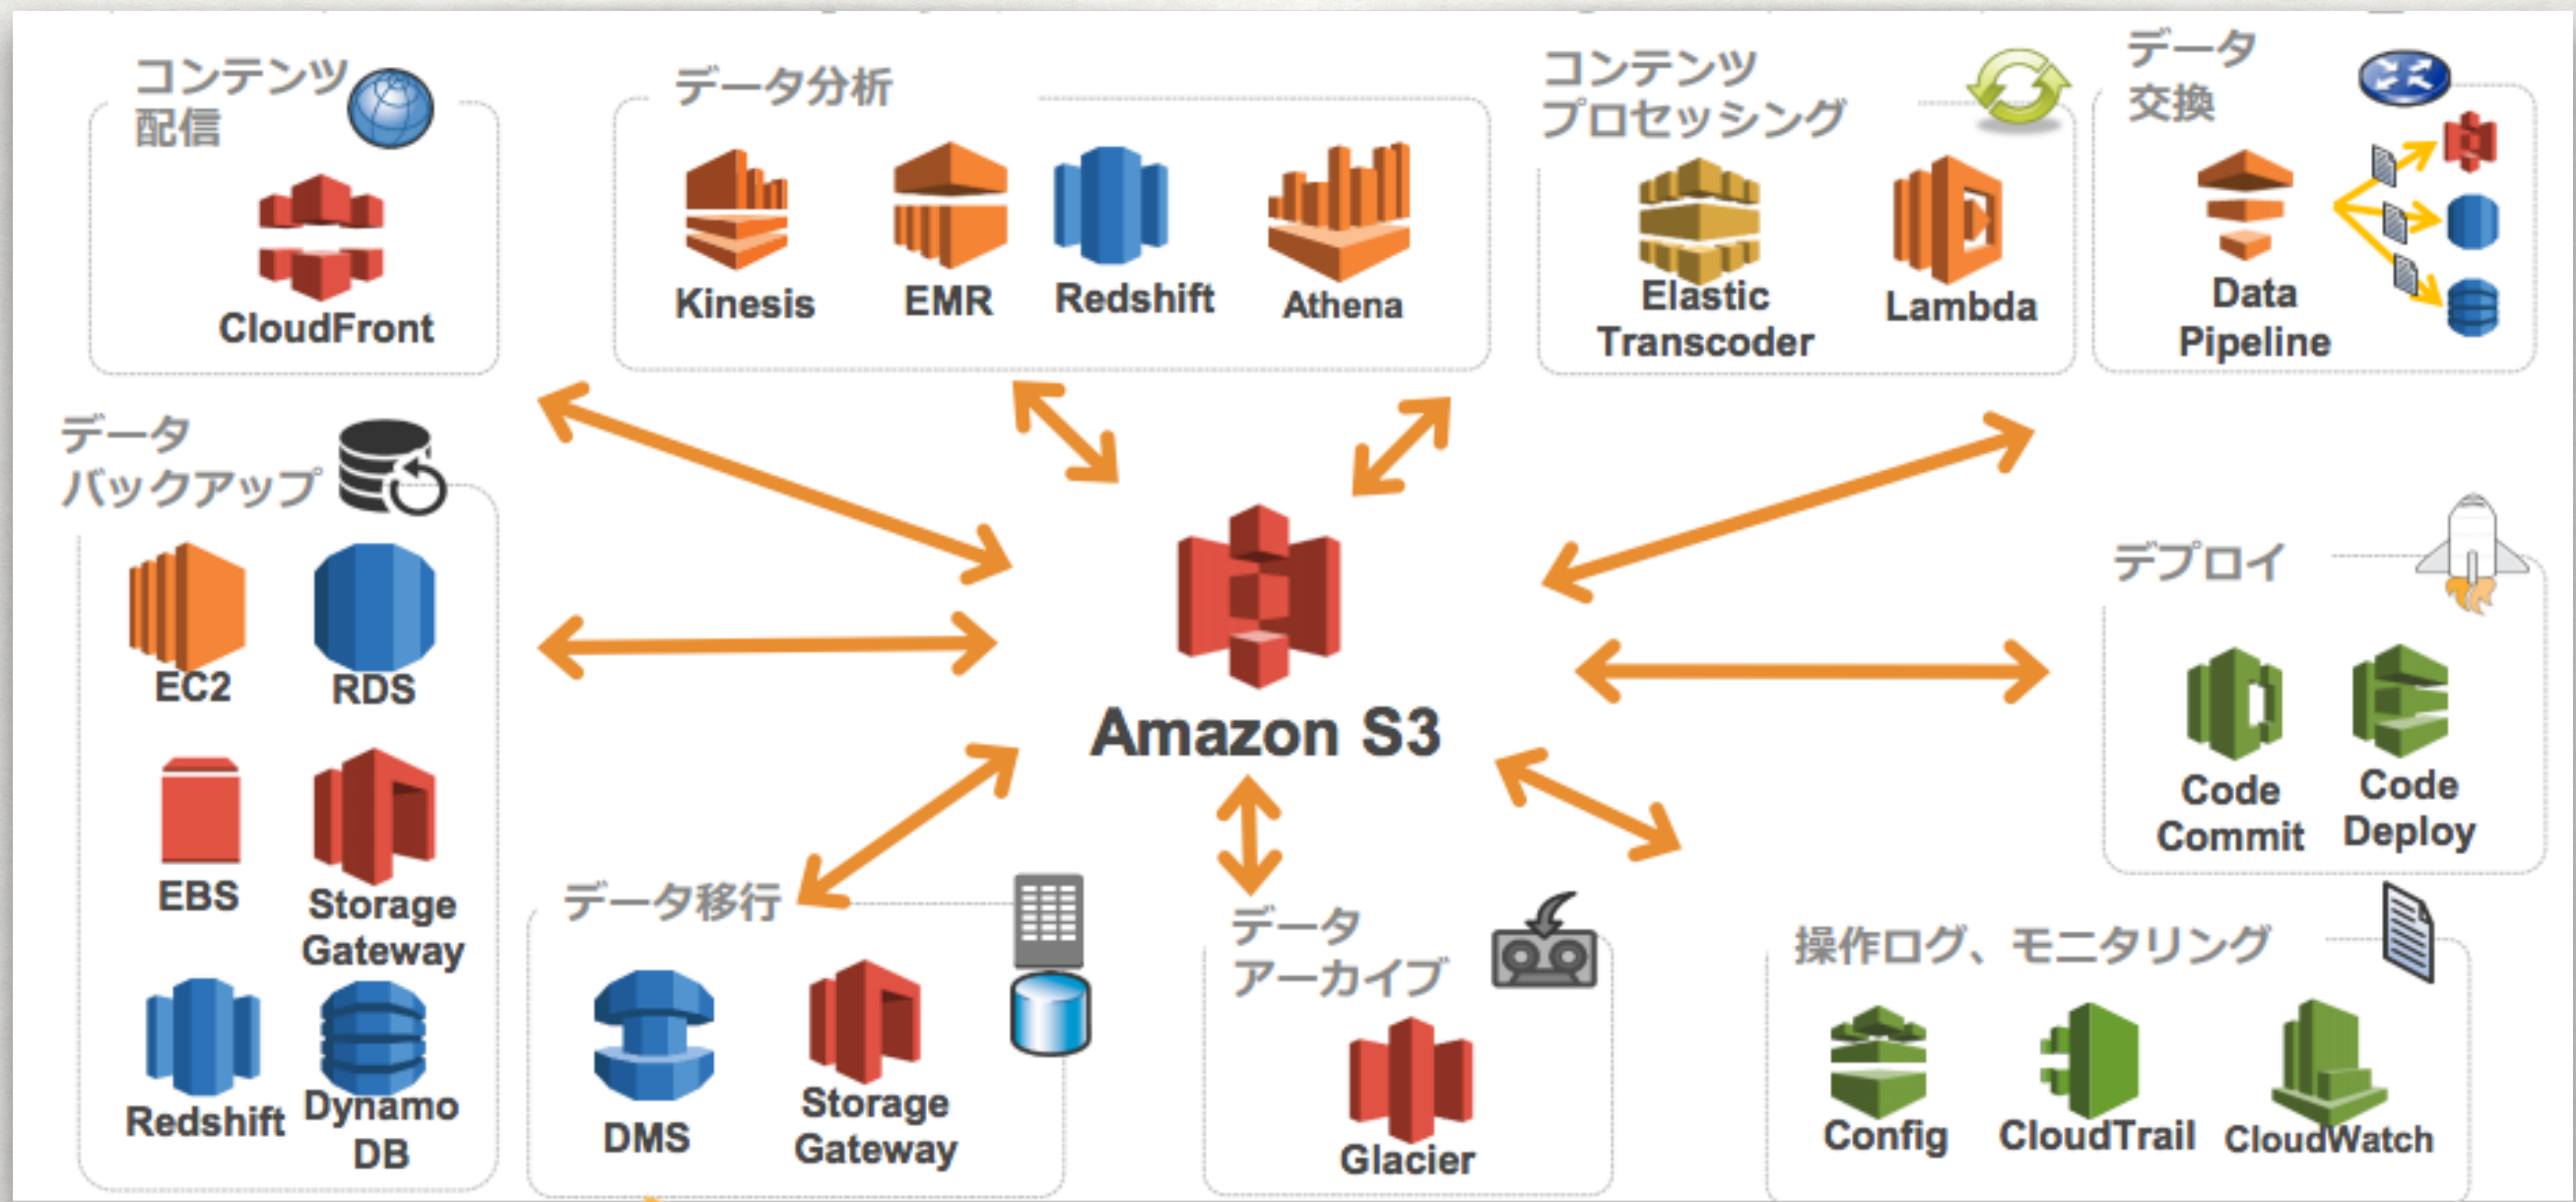 コンテンツ
配信
CloudFront
データ分析
Kinesis
EMR
Redshift
Athena
コンテンツ
プロセッシング
Elastic
Transcoder
Lambda
データ
交換
Data
Pipeline
データ
バックアップ
EC2
RDS
EBS
Storage
Gateway
Redshift
Dynamo
DB
Amazon S3
デプロイ
Code
Commit
Code
Deploy
データ移行
DMS
Storage
Gateway
データ
アーカイブ
Glacier
操作ログ、モニタリング
Config
CloudTrail
CloudWatch